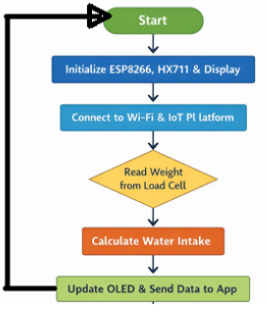 Start
Initialize ESP8266, HX711 & Display
Connect to Wi-Fi & IoT Pl latform
Read Weight
from Load Cell
Calculate Water Intake
Update OLED & Send Data to App